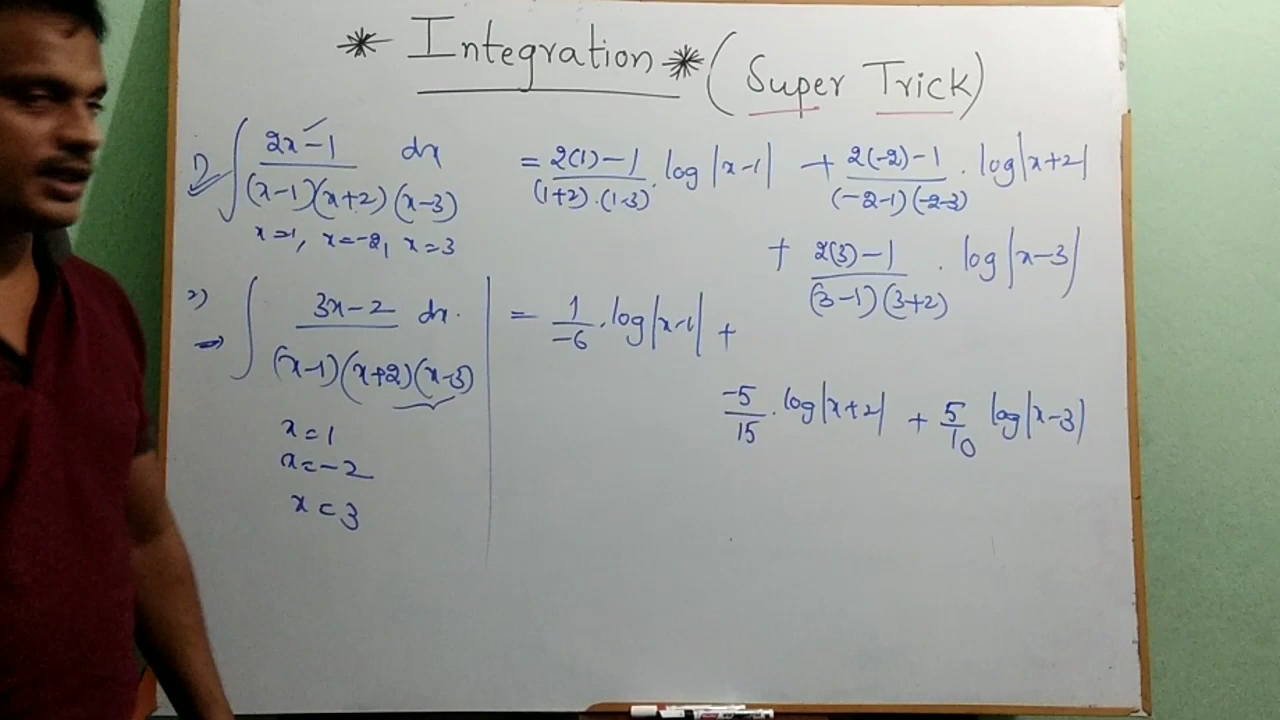 * Integration * (Super Trick)
1) ∫ 2x-1 / (x-1)(x+2)(x-3) dx = 2(1)-1 / (1+2).(1-3) . log|x-1| + 2(-2)-1 / (-2-1)(-2-3) . log|x+2|
x=1, x=-2, x=3
+ 2(3)-1 / (3-1)(3+2) . log|x-3|
= 1/-6 . log|x-1| +
-5/15 . log|x+2| + 5/10 log|x-3|
2) ⇒ ∫ 3x-2 / (x-1)(x+2)(x-3) dx.
x=1
x=-2
x=3